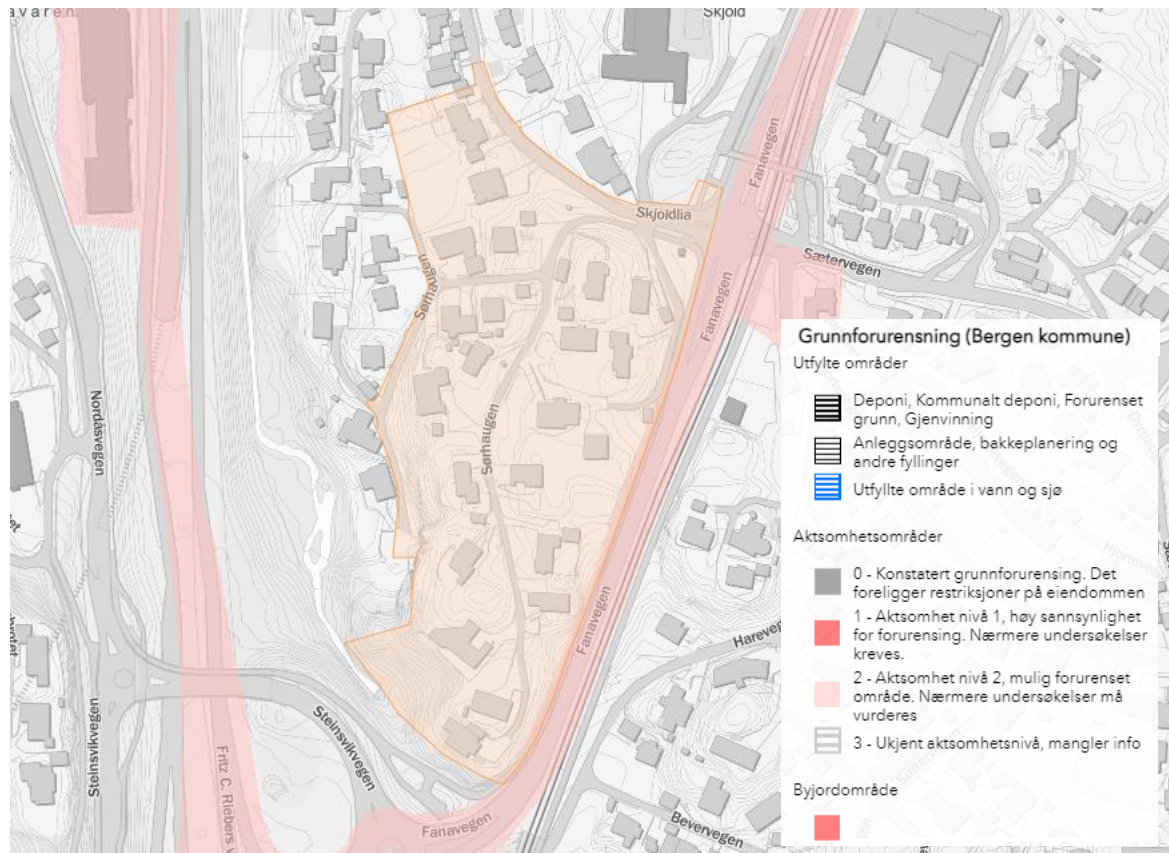 Skjold
Fanavegen
Skjoldlia
Sætervegen
Sørhaugen
Fanavegen
Nordåsvegen
Sørhaugen
Grunnforurensning (Bergen kommune)
Utfylte områder
Deponi, Kommunalt deponi, Forurenset
grunn, Gjenvinning
Anleggsområde, bakkeplanering og
andre fyllinger
Utfyllte område i vann og sjø
Aktsomhetsområder
0 - Konstatert grunnforurensing. Det
foreligger restriksjoner på eiendommen
1 - Aktsomhet nivå 1, høy sannsynlighet
for forurensing. Nærmere undersøkelser
kreves.
2 - Aktsomhet nivå 2, mulig forurenset
område. Nærmere undersøkelser må
vurderes
3 - Ukjent aktsomhetsnivå, mangler info
Byjordområde
Fanavegen
Harevegen
Steinsvikvegen
Steinsvikvegen
Fritz C. Riebers v
Fanavegen
Bevervegen